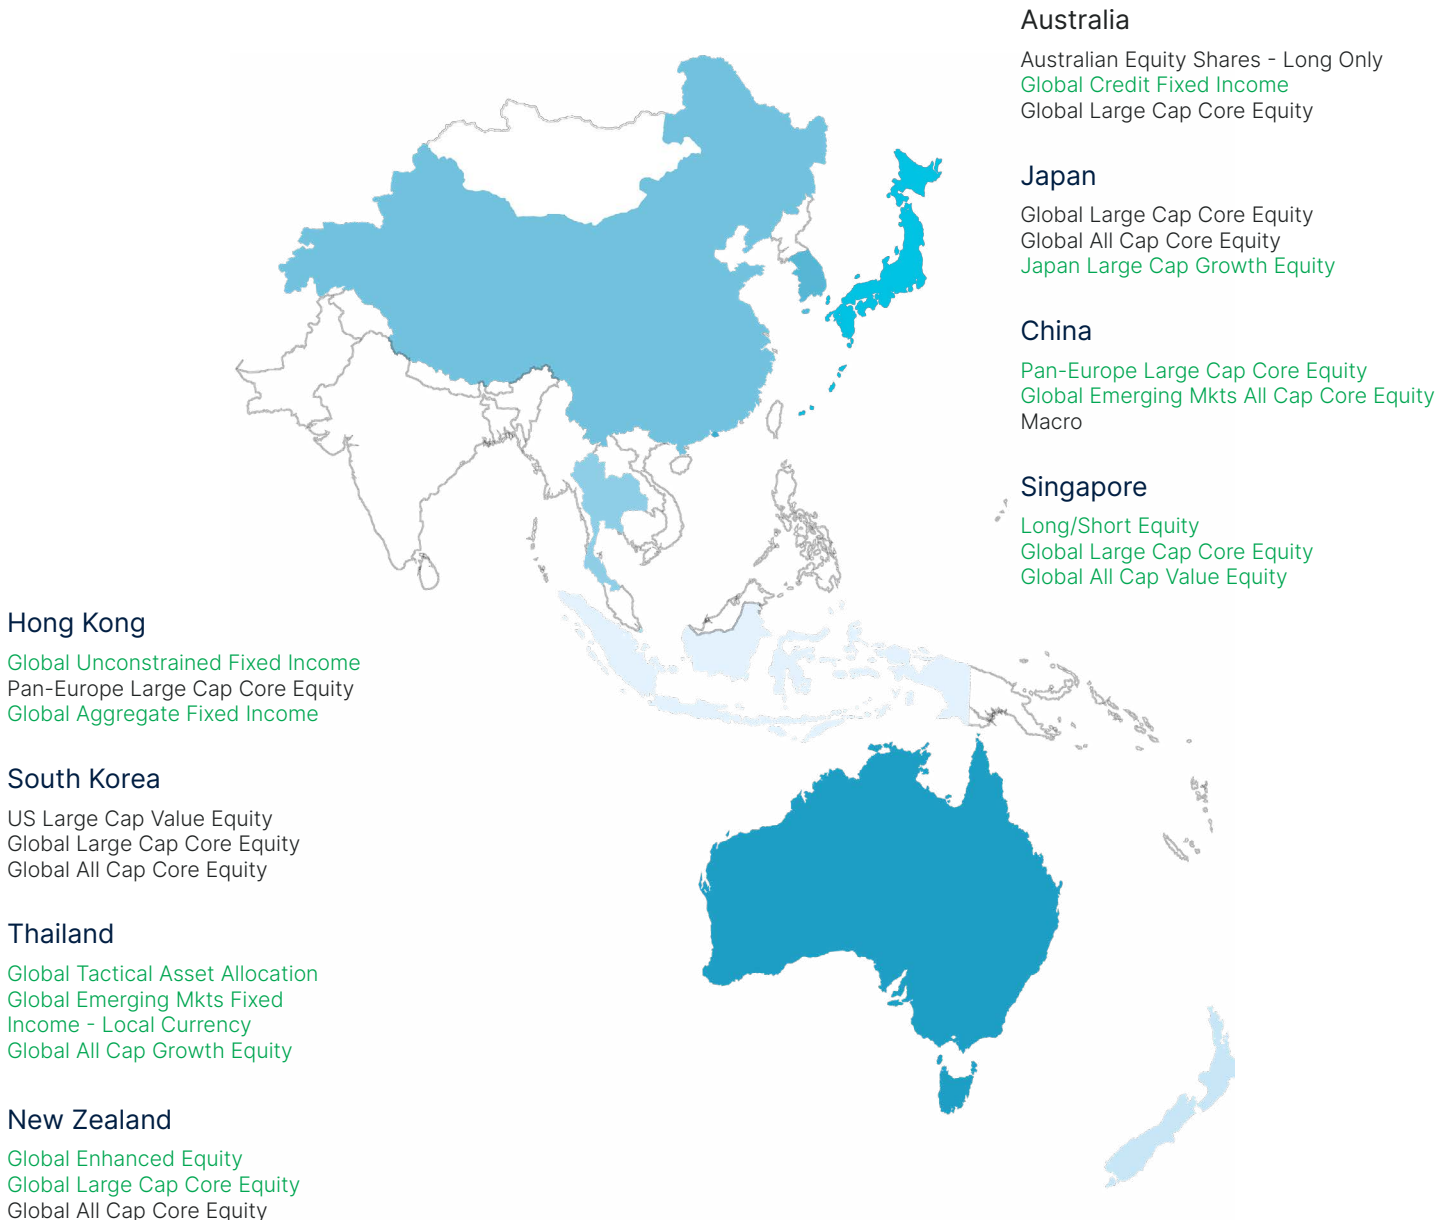 Australia
Australian Equity Shares - Long Only
Global Credit Fixed Income
Global Large Cap Core Equity
Japan
Global Large Cap Core Equity
Global All Cap Core Equity
Japan Large Cap Growth Equity
China
Pan-Europe Large Cap Core Equity
Global Emerging Mkts All Cap Core Equity
Macro
Singapore
Long/Short Equity
Global Large Cap Core Equity
Global All Cap Value Equity
Hong Kong
Global Unconstrained Fixed Income
Pan-Europe Large Cap Core Equity
Global Aggregate Fixed Income
South Korea
US Large Cap Value Equity
Global Large Cap Core Equity
Global All Cap Core Equity
Thailand
Global Tactical Asset Allocation
Global Emerging Mkts Fixed
Income - Local Currency
Global All Cap Growth Equity
New Zealand
Global Enhanced Equity
Global Large Cap Core Equity
Global All Cap Core Equity